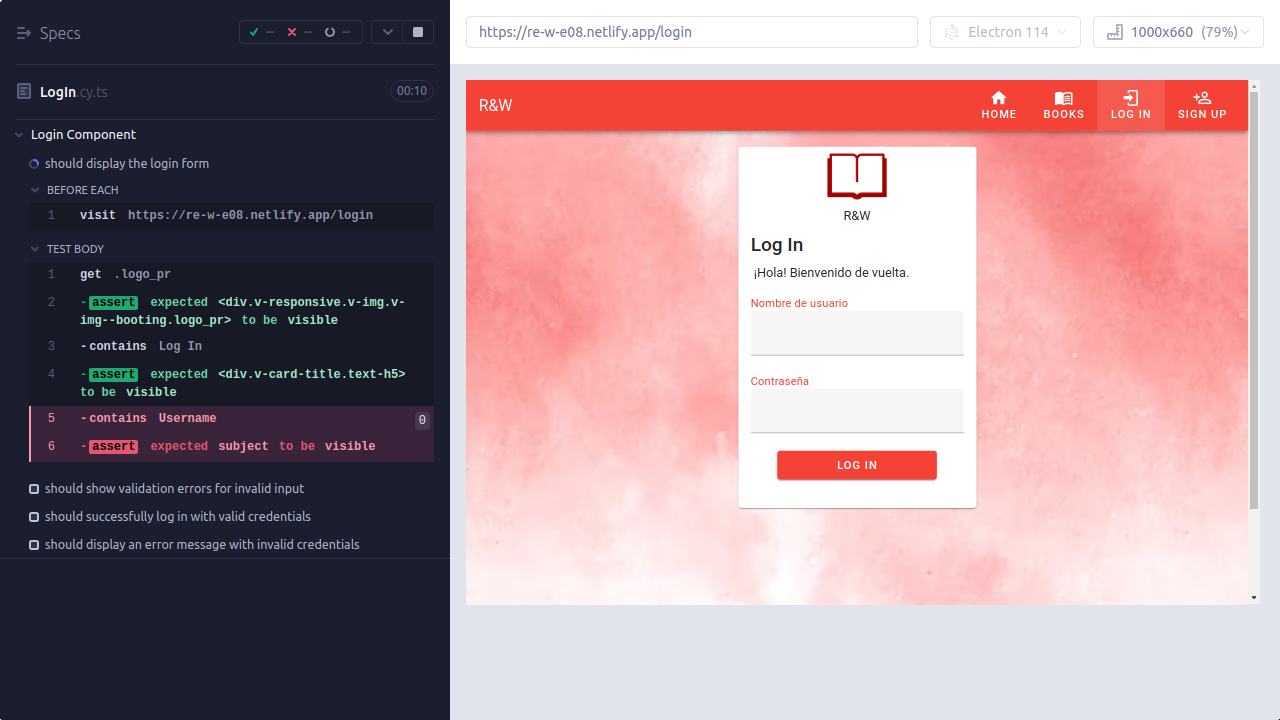 Specs
-- -- --
LogIn.cy.ts
00:10
Login Component
should display the login form
BEFORE EACH
1 visit https://re-w-e08.netlify.app/login
TEST BODY
1 get .logo_pr
2 -assert expected <div.v-responsive.v-img.v-
img--booting.logo_pr> to be visible
3 -contains Log In
4 -assert expected <div.v-card-title.text-h5>
to be visible
5 -contains Username 0
6 -assert expected subject to be visible
should show validation errors for invalid input
should successfully log in with valid credentials
should display an error message with invalid credentials
https://re-w-e08.netlify.app/login
Electron 114
1000x660 (79%)
R&W
HOME
BOOKS
LOG IN
SIGN UP
R&W
Log In
¡Hola! Bienvenido de vuelta.
Nombre de usuario
Contraseña
LOG IN